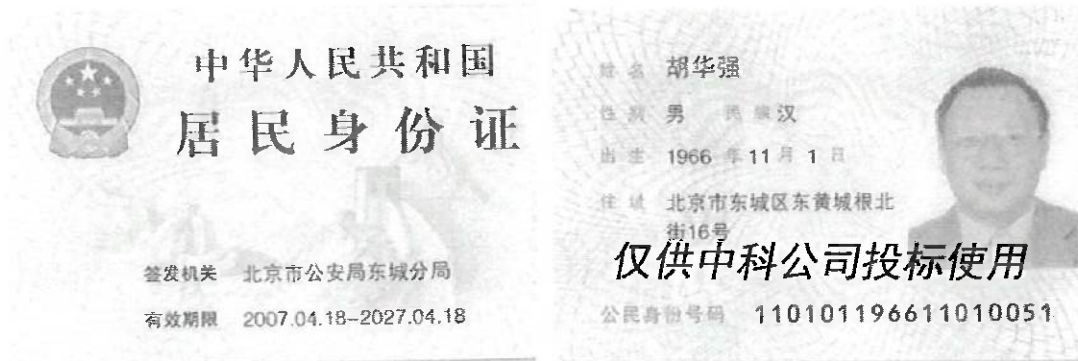 中华人民共和国
居民身份证
签发机关 北京市公安局东城分局
有效期限 2007.04.18-2027.04.18
姓名 胡华强
性别 男 民族 汉
出生 1966 年 11 月 1 日
住址 北京市东城区东黄城根北
街16号
仅供中科公司投标使用
公民身份号码 110101196611010051